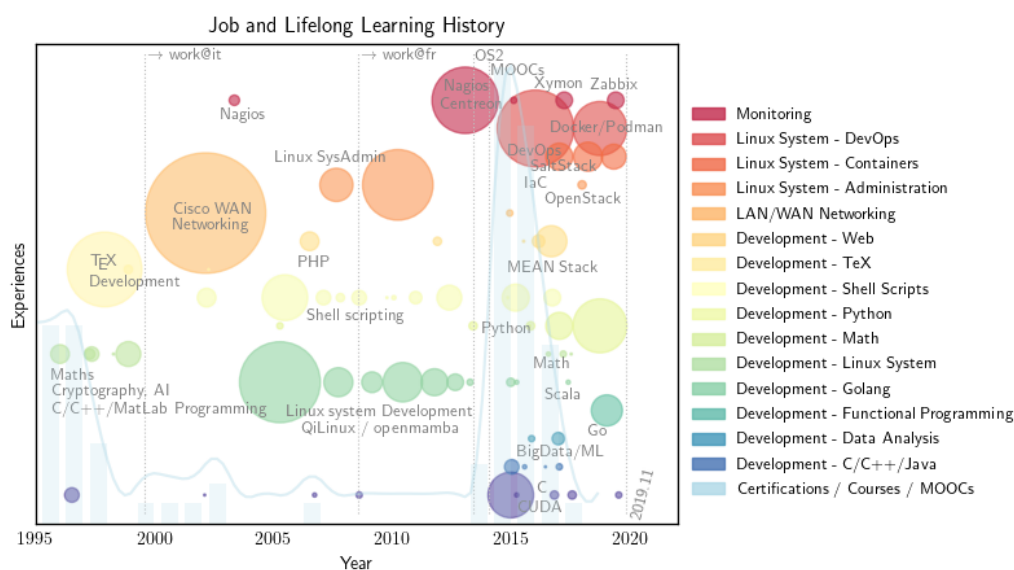 Job and Lifelong Learning History
→ work@it
→ work@fr
OS2
MOOCs
Xymon
Zabbix
Nagios
Centreon
Nagios
Docker/Podman
DevOps
Linux SysAdmin
SaltStack
IaC
OpenStack
Cisco WAN
Networking
PHP
MEAN Stack
TEX
Development
Shell scripting
Python
Maths
Cryptography, AI
C/C++/MatLab Programming
Math
Scala
Linux system Development
QiLinux / openmamba
Go
BigData/ML
C
CUDA
2019.11
Experiences
1995
2000
2005
2010
2015
2020
Year
Monitoring
Linux System - DevOps
Linux System - Containers
Linux System - Administration
LAN/WAN Networking
Development - Web
Development - TeX
Development - Shell Scripts
Development - Python
Development - Math
Development - Linux System
Development - Golang
Development - Functional Programming
Development - Data Analysis
Development - C/C++/Java
Certifications / Courses / MOOCs